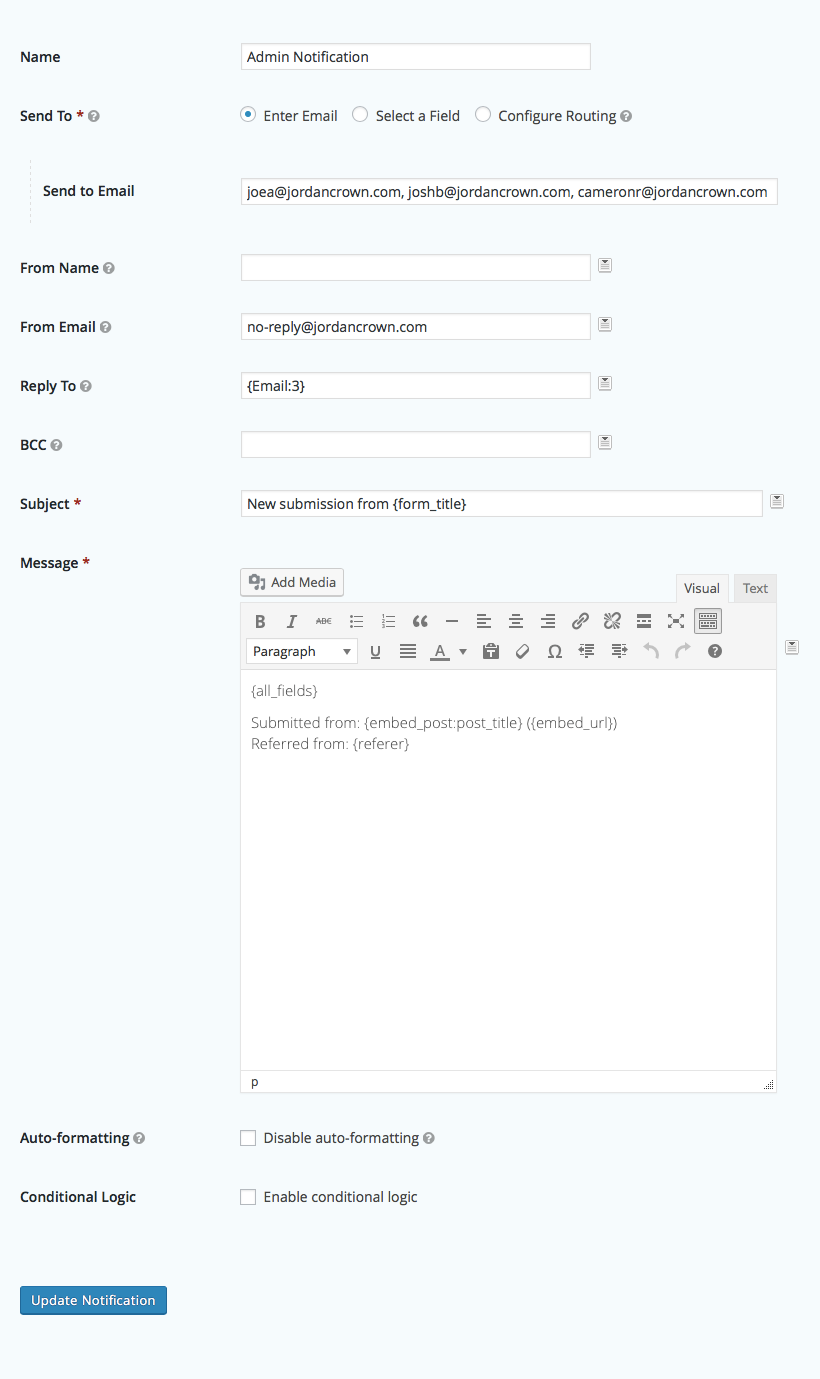 Name Admin Notification
Send To * Enter Email Select a Field Configure Routing
Send to Email joea@jordancrown.com, joshb@jordancrown.com, cameronr@jordancrown.com
From Name
From Email no-reply@jordancrown.com
Reply To {Email:3}
BCC
Subject * New submission from {form_title}
Message *
Add Media Visual Text
B I ABC
Paragraph U A Ω
{all_fields}
Submitted from: {embed_post:post_title} ({embed_url})
Referred from: {referer}
p
Auto-formatting Disable auto-formatting
Conditional Logic Enable conditional logic
Update Notification